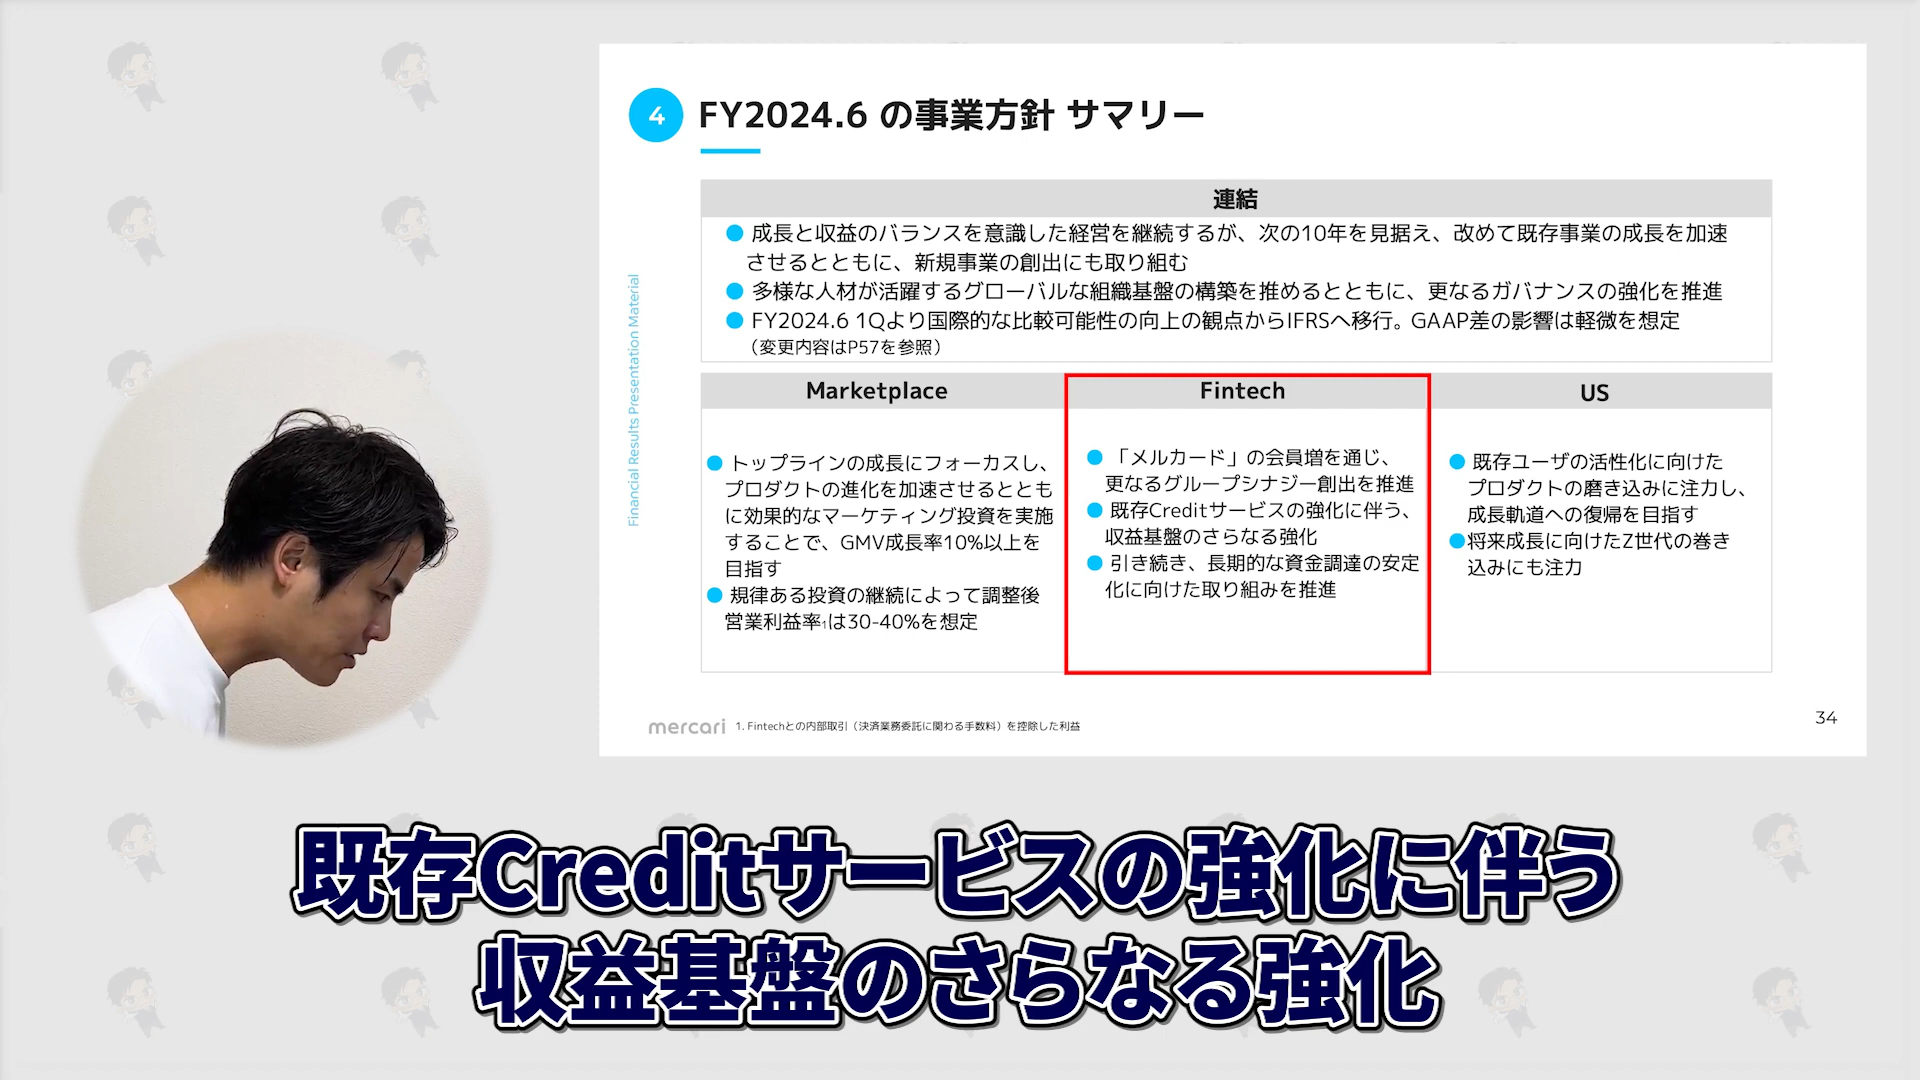 4
FY2024.6 の事業方針 サマリー
Financial Results Presentation Material
連結
成長と収益のバランスを意識した経営を継続するが、次の10年を見据え、改めて既存事業の成長を加速
させるとともに、新規事業の創出にも取り組む
多様な人材が活躍するグローバルな組織基盤の構築を推めるとともに、更なるガバナンスの強化を推進
FY2024.6 1Qより国際的な比較可能性の向上の観点からIFRSへ移行。GAAP差の影響は軽微を想定
（変更内容はP57を参照）
Marketplace
トップラインの成長にフォーカスし、
プロダクトの進化を加速させるととも
に効果的なマーケティング投資を実施
することで、GMV成長率10%以上を
目指す
規律ある投資の継続によって調整後
営業利益率1は30-40%を想定
Fintech
「メルカード」の会員増を通じ、
更なるグループシナジー創出を推進
既存Creditサービスの強化に伴う、
収益基盤のさらなる強化
引き続き、長期的な資金調達の安定
化に向けた取り組みを推進
US
既存ユーザの活性化に向けた
プロダクトの磨き込みに注力し、
成長軌道への復帰を目指す
将来成長に向けたZ世代の巻き
込みにも注力
mercari 1. Fintechとの内部取引（決済業務委託に関わる手数料）を控除した利益
34
既存Creditサービスの強化に伴う
収益基盤のさらなる強化